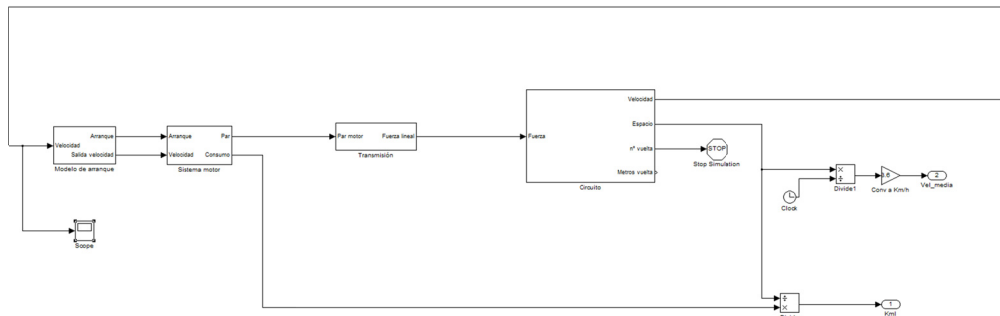 Velocidad
Arranque
Salida velocidad
Modelo de arranque
Arranque
Velocidad
Par
Consumo
Sistema motor
Par motor
Fuerza lineal
Transmisión
Fuerza
Velocidad
Espacio
nº vuelta
Metros vuelta
Circuito
STOP
Stop Simulation
Scope
Clock
×
÷
Divide1
3.6
Conv a Km/h
2
Vel_media
÷
×
1
Kml